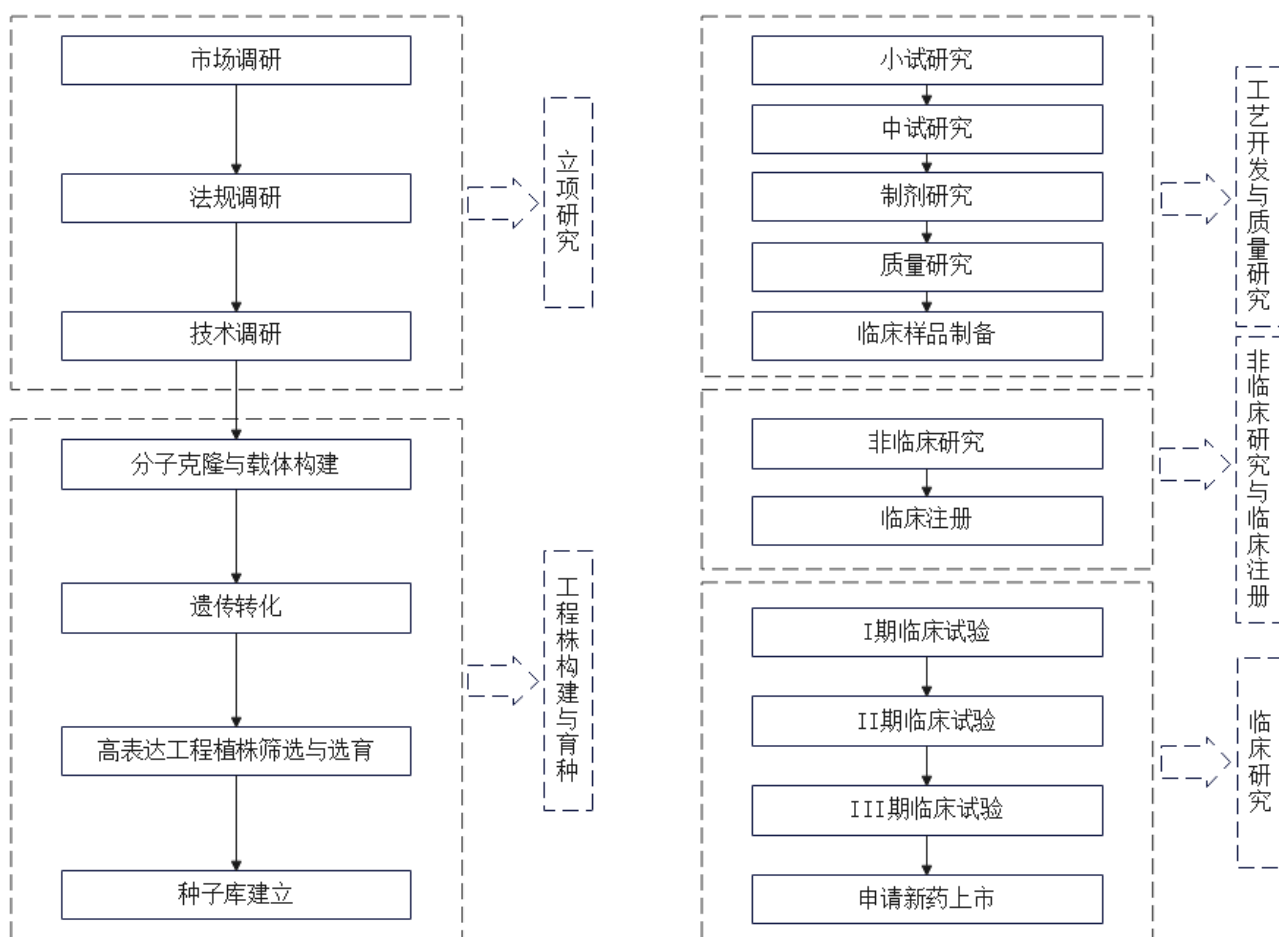 市场调研
法规调研
技术调研
立项研究
分子克隆与载体构建
遗传转化
高表达工程植株筛选与选育
种子库建立
工程株构建与育种
小试研究
中试研究
制剂研究
质量研究
临床样品制备
工艺开发与质量研究
非临床研究
临床注册
非临床研究与临床注册
I期临床试验
II期临床试验
III期临床试验
申请新药上市
临床研究